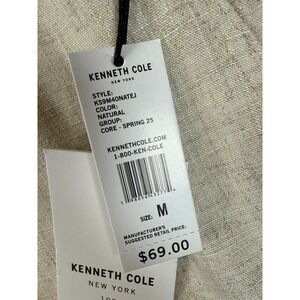 KENNETH COLE
NEW YORK
STYLE:
KS9M40NATEJ
COLOR:
NATURAL
GROUP:
CORE - SPRING 25
KENNETHCOLE.COM
1-800-KEN-COLE
SIZE: M
MANUFACTURER'S
SUGGESTED RETAIL PRICE:
$69.00
KENNETH COLE
NEW YORK